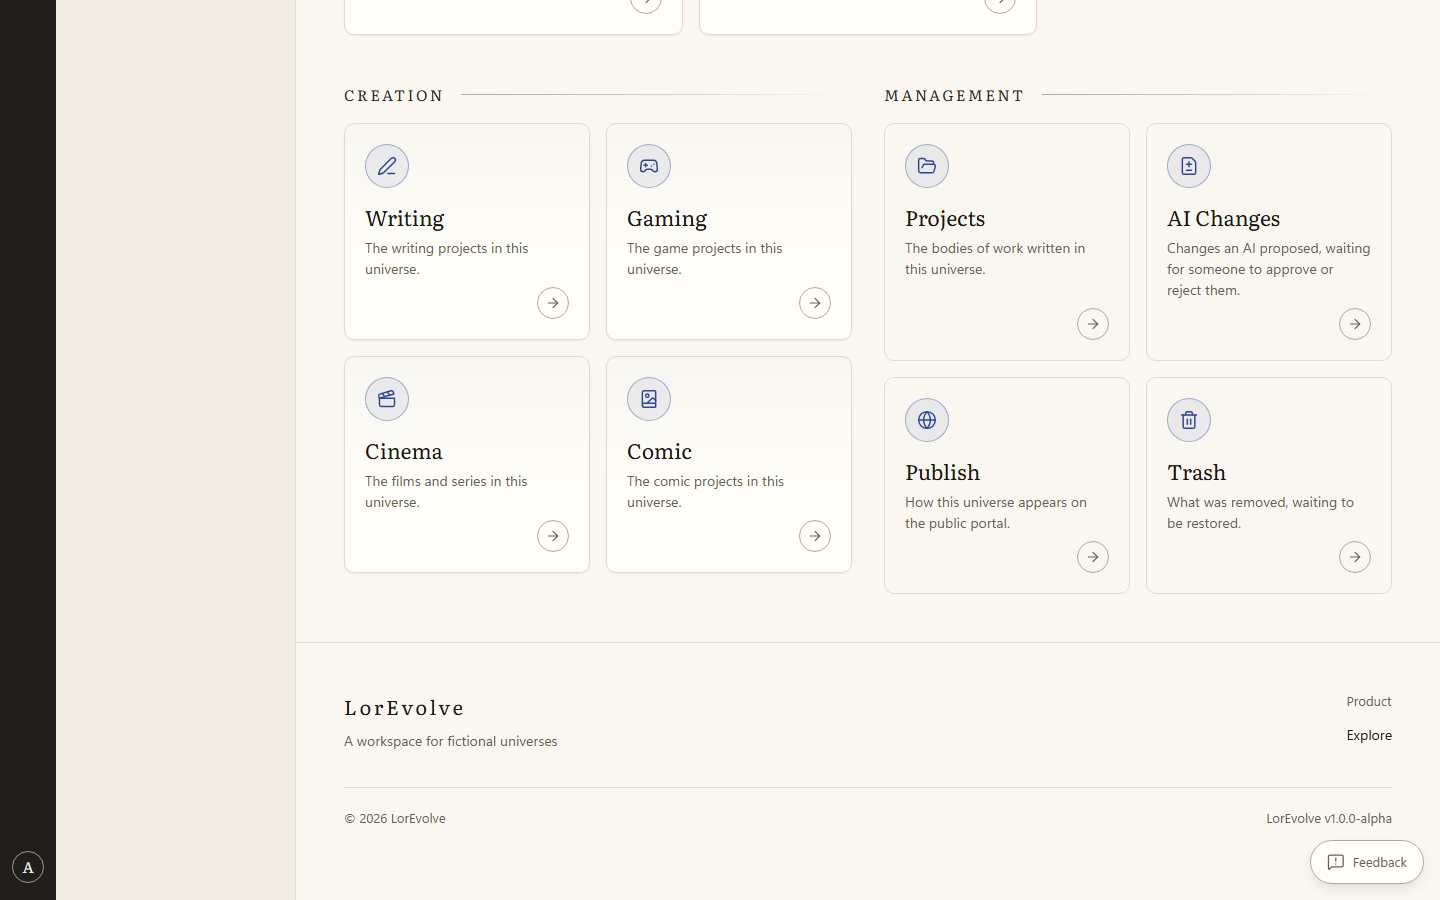 CREATION
Writing
The writing projects in this
universe.
Gaming
The game projects in this
universe.
Cinema
The films and series in this
universe.
Comic
The comic projects in this
universe.
MANAGEMENT
Projects
The bodies of work written in
this universe.
AI Changes
Changes an AI proposed, waiting
for someone to approve or
reject them.
Publish
How this universe appears on
the public portal.
Trash
What was removed, waiting to
be restored.
LorEvolve
A workspace for fictional universes
Product
Explore
© 2026 LorEvolve
LorEvolve v1.0.0-alpha
A
Feedback